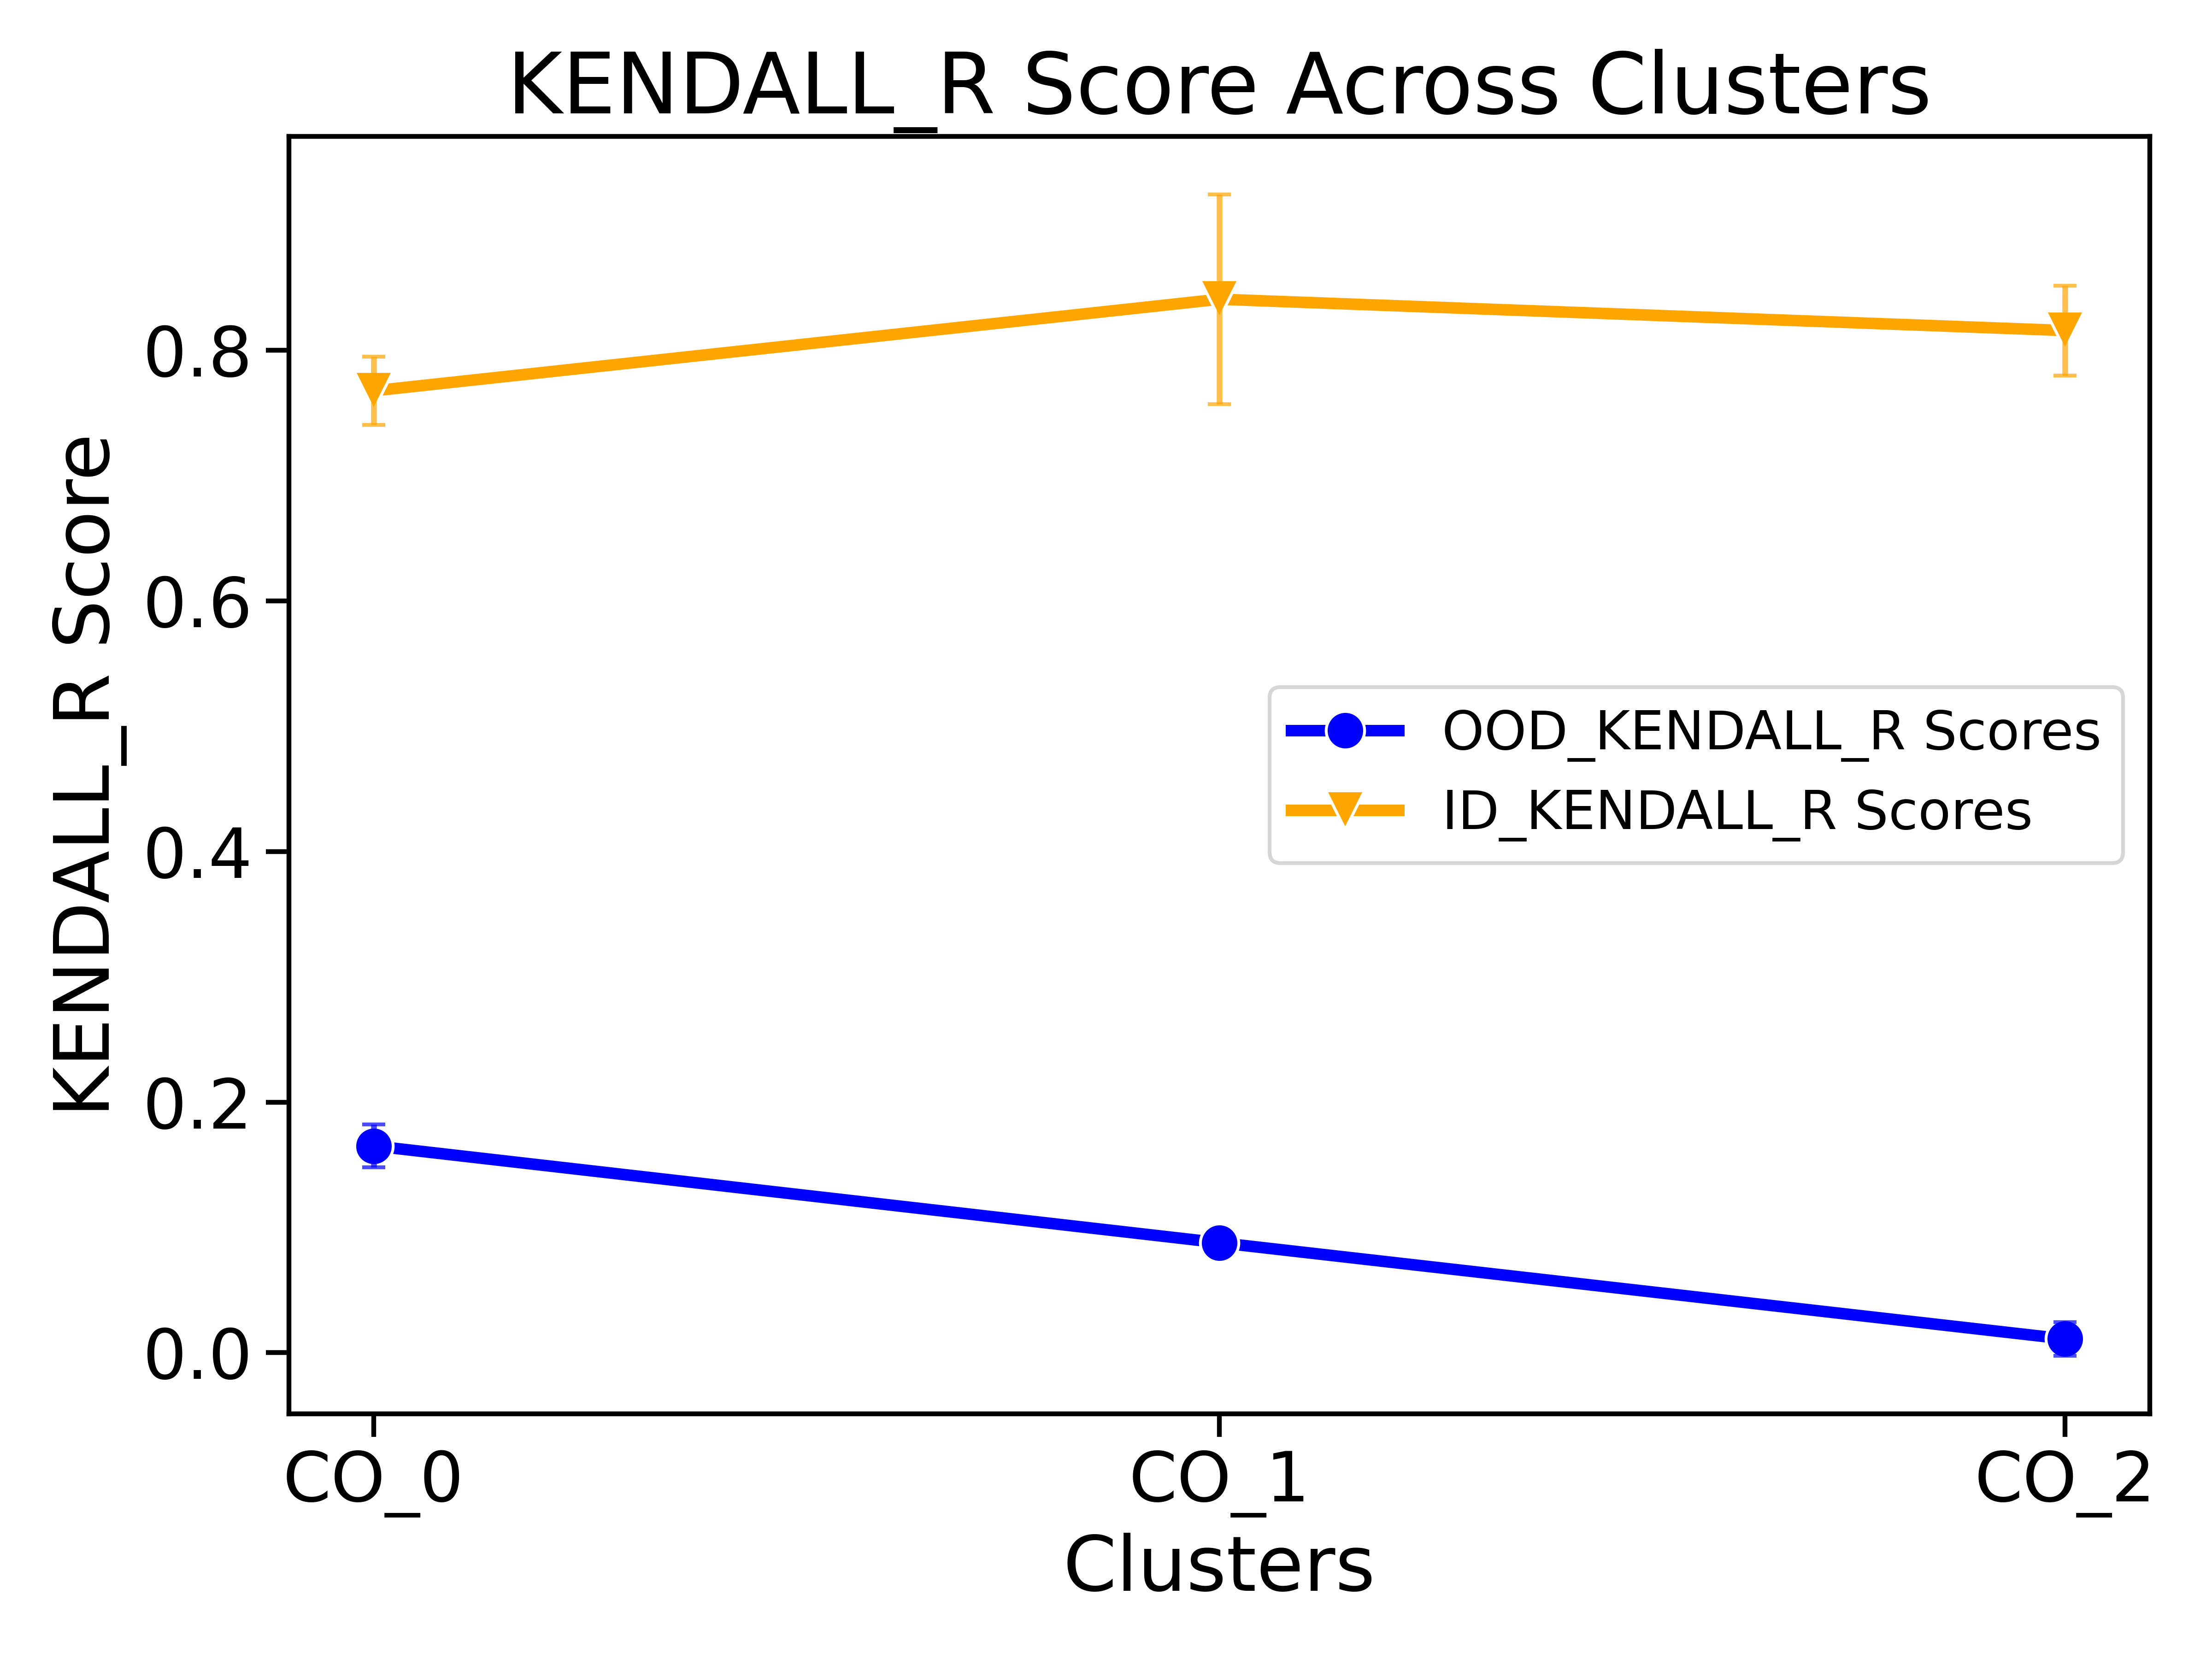 KENDALL_R Score Across Clusters
KENDALL_R Score
0.8
0.6
0.4
0.2
0.0
OOD_KENDALL_R Scores
ID_KENDALL_R Scores
CO_0
CO_1
CO_2
Clusters